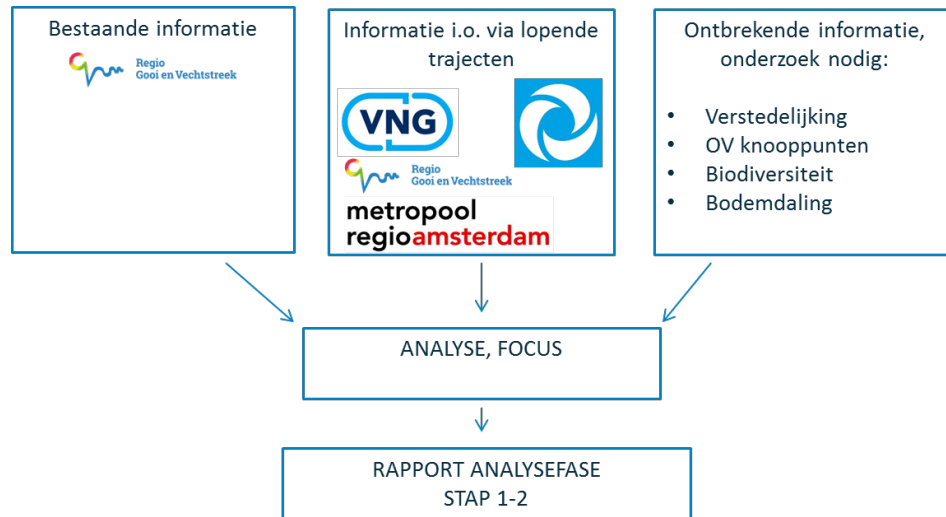 Bestaande informatie
Regio
Gooi en Vechtstreek
Informatie i.o. via lopende
trajecten
VNG
Regio
Gooi en Vechtstreek
metropool
regioamsterdam
Ontbrekende informatie,
onderzoek nodig:
• Verstedelijking
• OV knooppunten
• Biodiversiteit
• Bodemdaling
ANALYSE, FOCUS
RAPPORT ANALYSEFASE
STAP 1-2